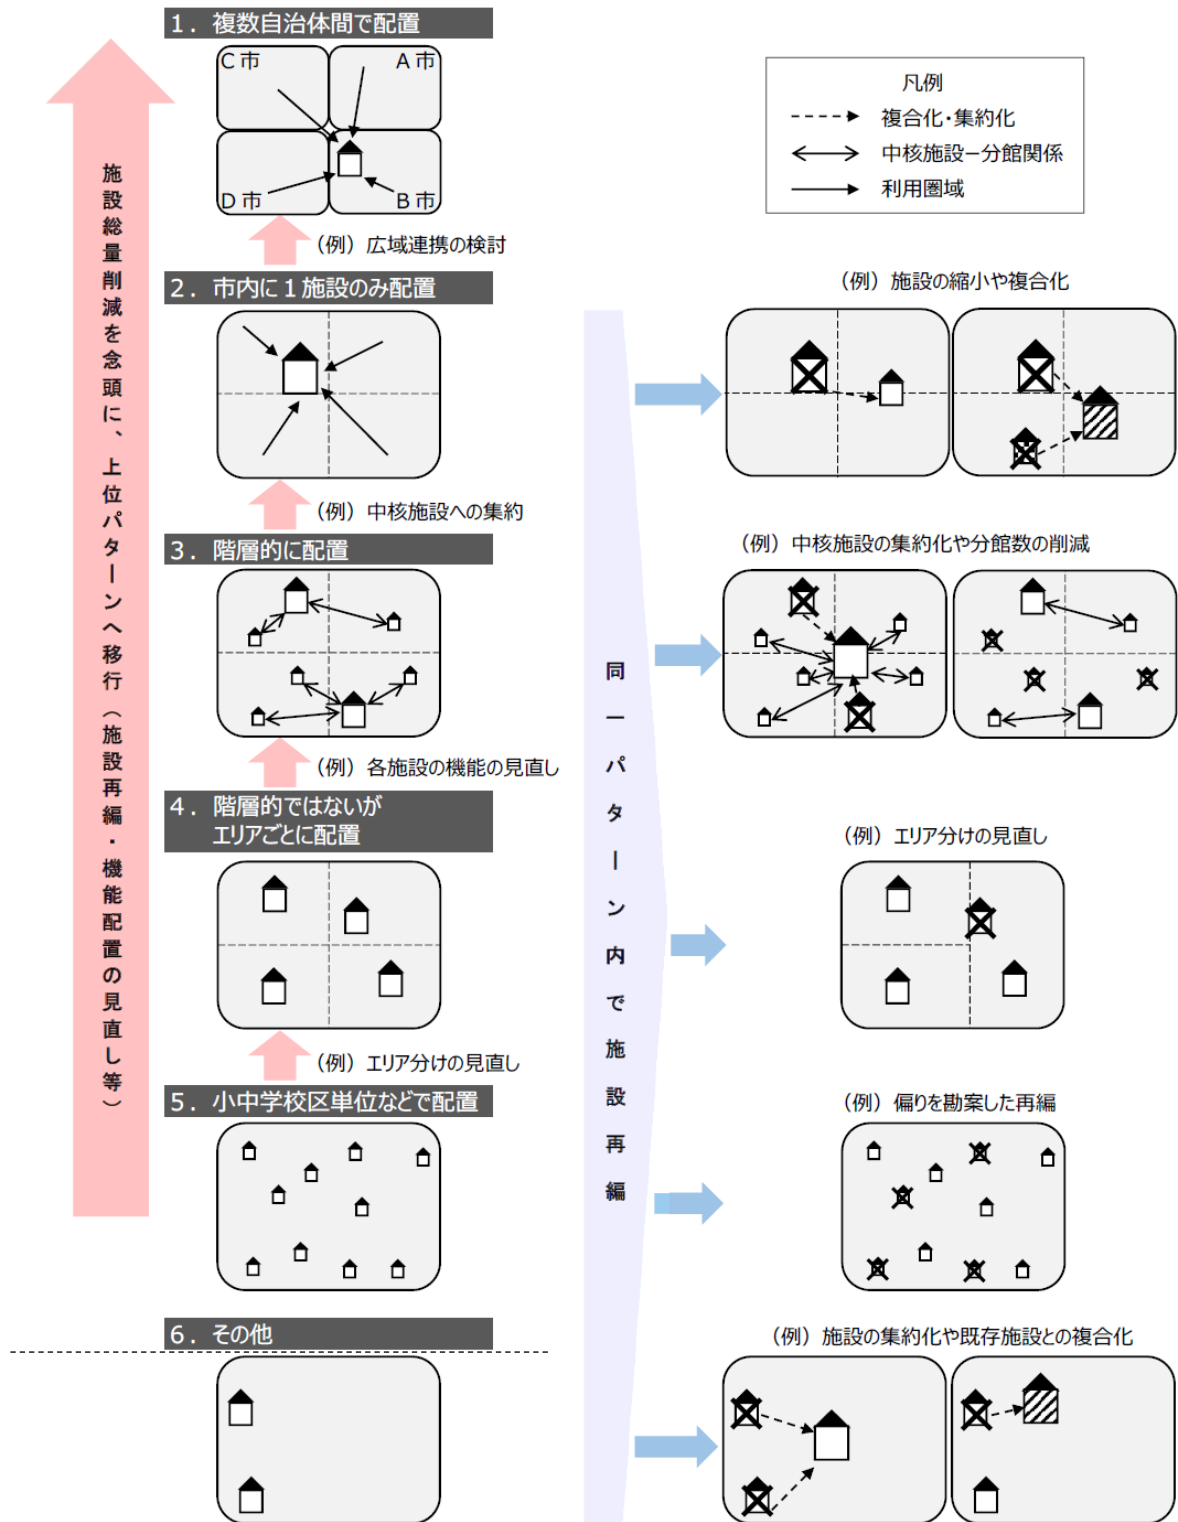 1．複数自治体間で配置
C 市
A 市
D 市
B 市
（例）広域連携の検討
2．市内に１施設のみ配置
（例）中核施設への集約
3．階層的に配置
（例）各施設の機能の見直し
4．階層的ではないが
エリアごとに配置
（例）エリア分けの見直し
5．小中学校区単位などで配置
6．その他
施設総量削減を念頭に、上位パターンへ移行（施設再編・機能配置の見直し等）
凡例
複合化・集約化
中核施設ー分館関係
利用圏域
同一パターン内で施設再編
（例）施設の縮小や複合化
（例）中核施設の集約化や分館数の削減
（例）エリア分けの見直し
（例）偏りを勘案した再編
（例）施設の集約化や既存施設との複合化